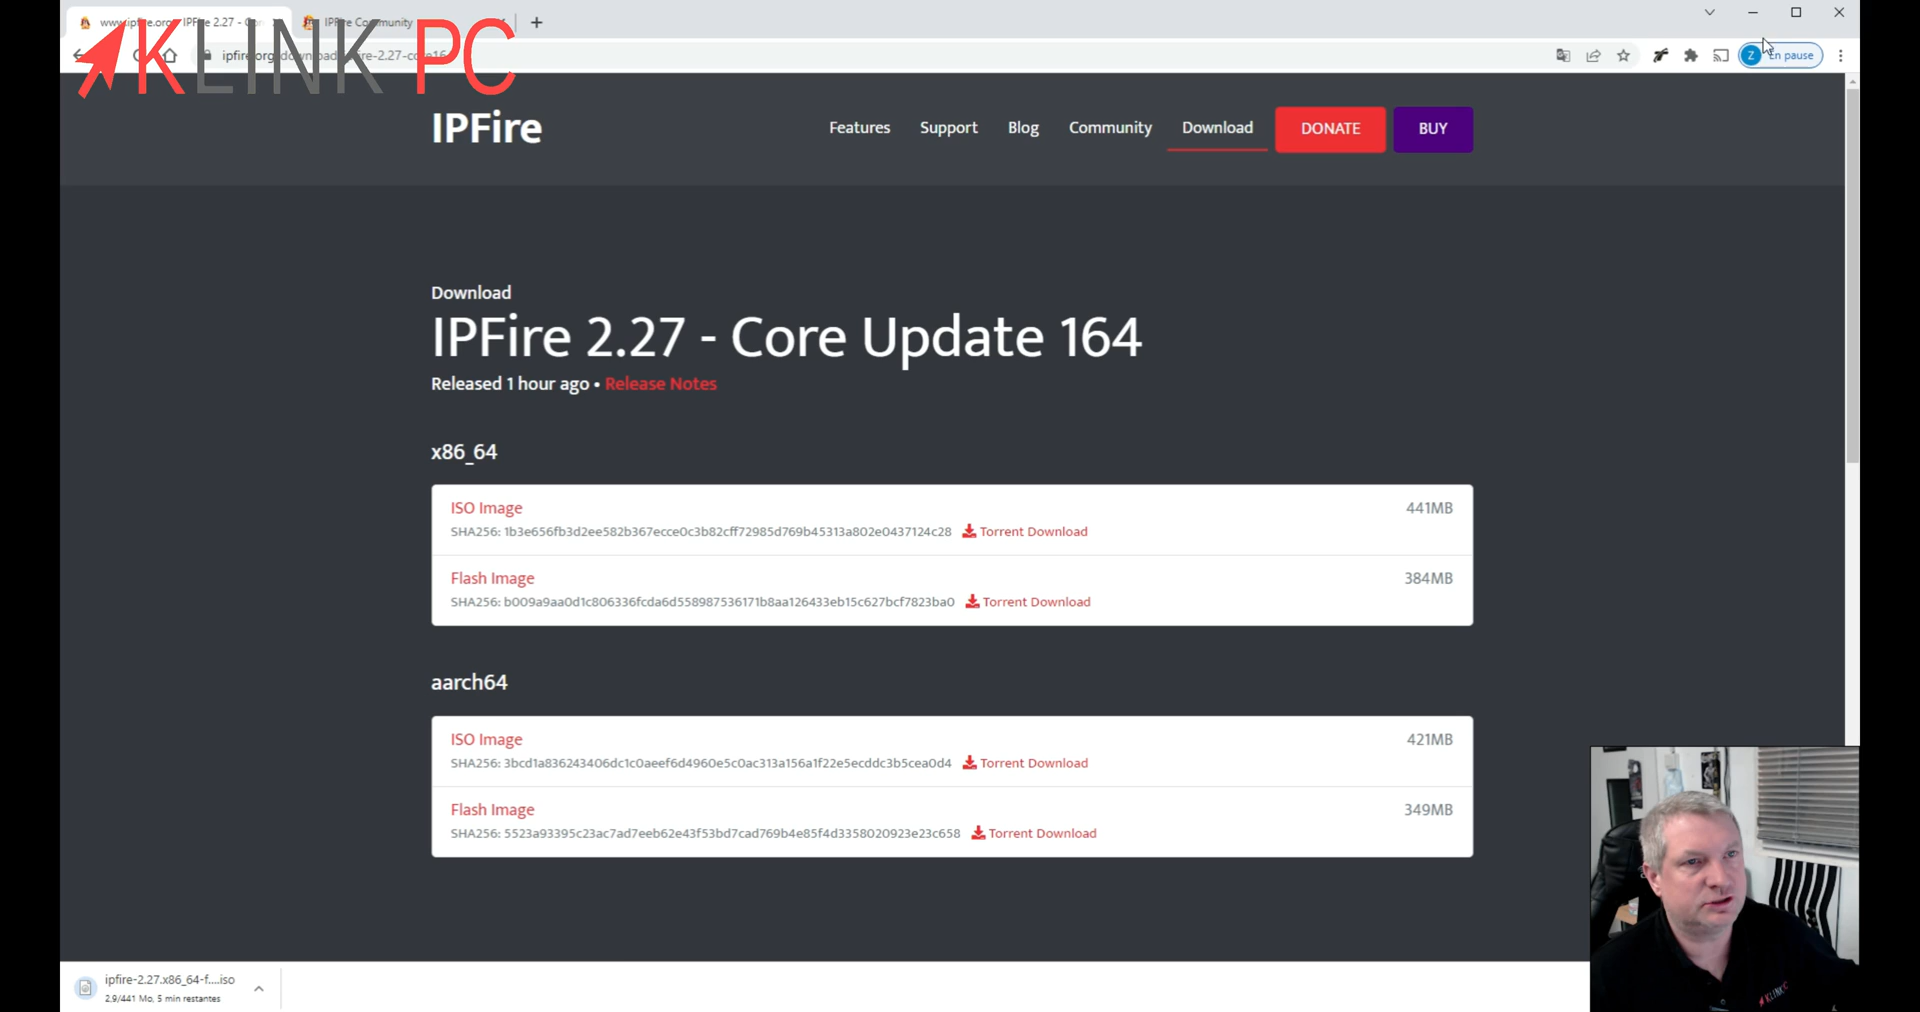 IPFire Community
KLINK PC
En pause
IPFire
Features
Support
Blog
Community
Download
DONATE
BUY
Download
IPFire 2.27 - Core Update 164
Released 1 hour ago • Release Notes
x86_64
ISO Image
441MB
SHA256: 1b3e656fb3d2ee582b367ecce0c3b82cff72985d769b45313a802e0437124c28 Torrent Download
Flash Image
384MB
SHA256: b009a9aa0d1c806336fcda6d558987536171b8aa126433eb15c627bcf7823ba0 Torrent Download
aarch64
ISO Image
421MB
SHA256: 3bcd1a836243406dc1c0aeef6d4960e5c0ac313a156a1f22e5ecddc3b5cea0d4 Torrent Download
Flash Image
349MB
SHA256: 5523a93395c23ac7ad7eeb62e43f53bd7cad769b4e85f4d3358020923e23c658 Torrent Download
ipfire-2.27.x86_64-f....iso
2,9/441 Mo, 5 min restantes
KLINK